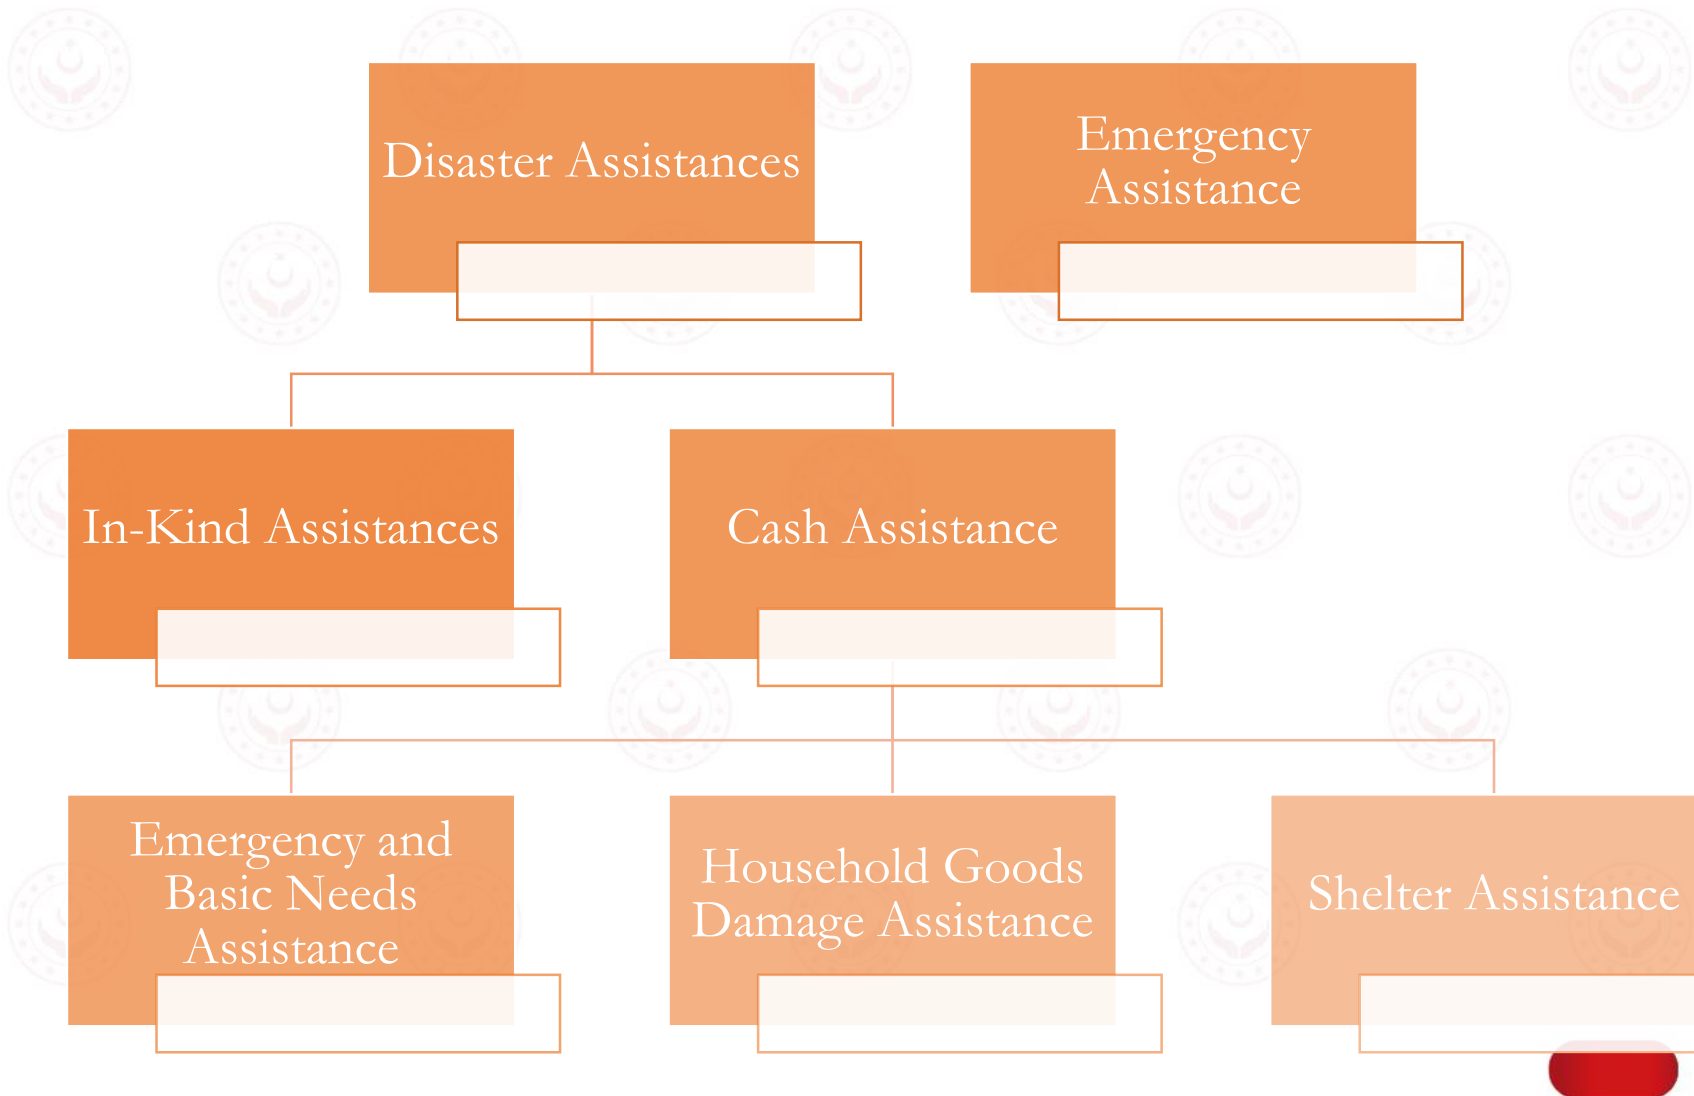 Disaster Assistances
Emergency
Assistance
In-Kind Assistances
Cash Assistance
Emergency and
Basic Needs
Assistance
Household Goods
Damage Assistance
Shelter Assistance